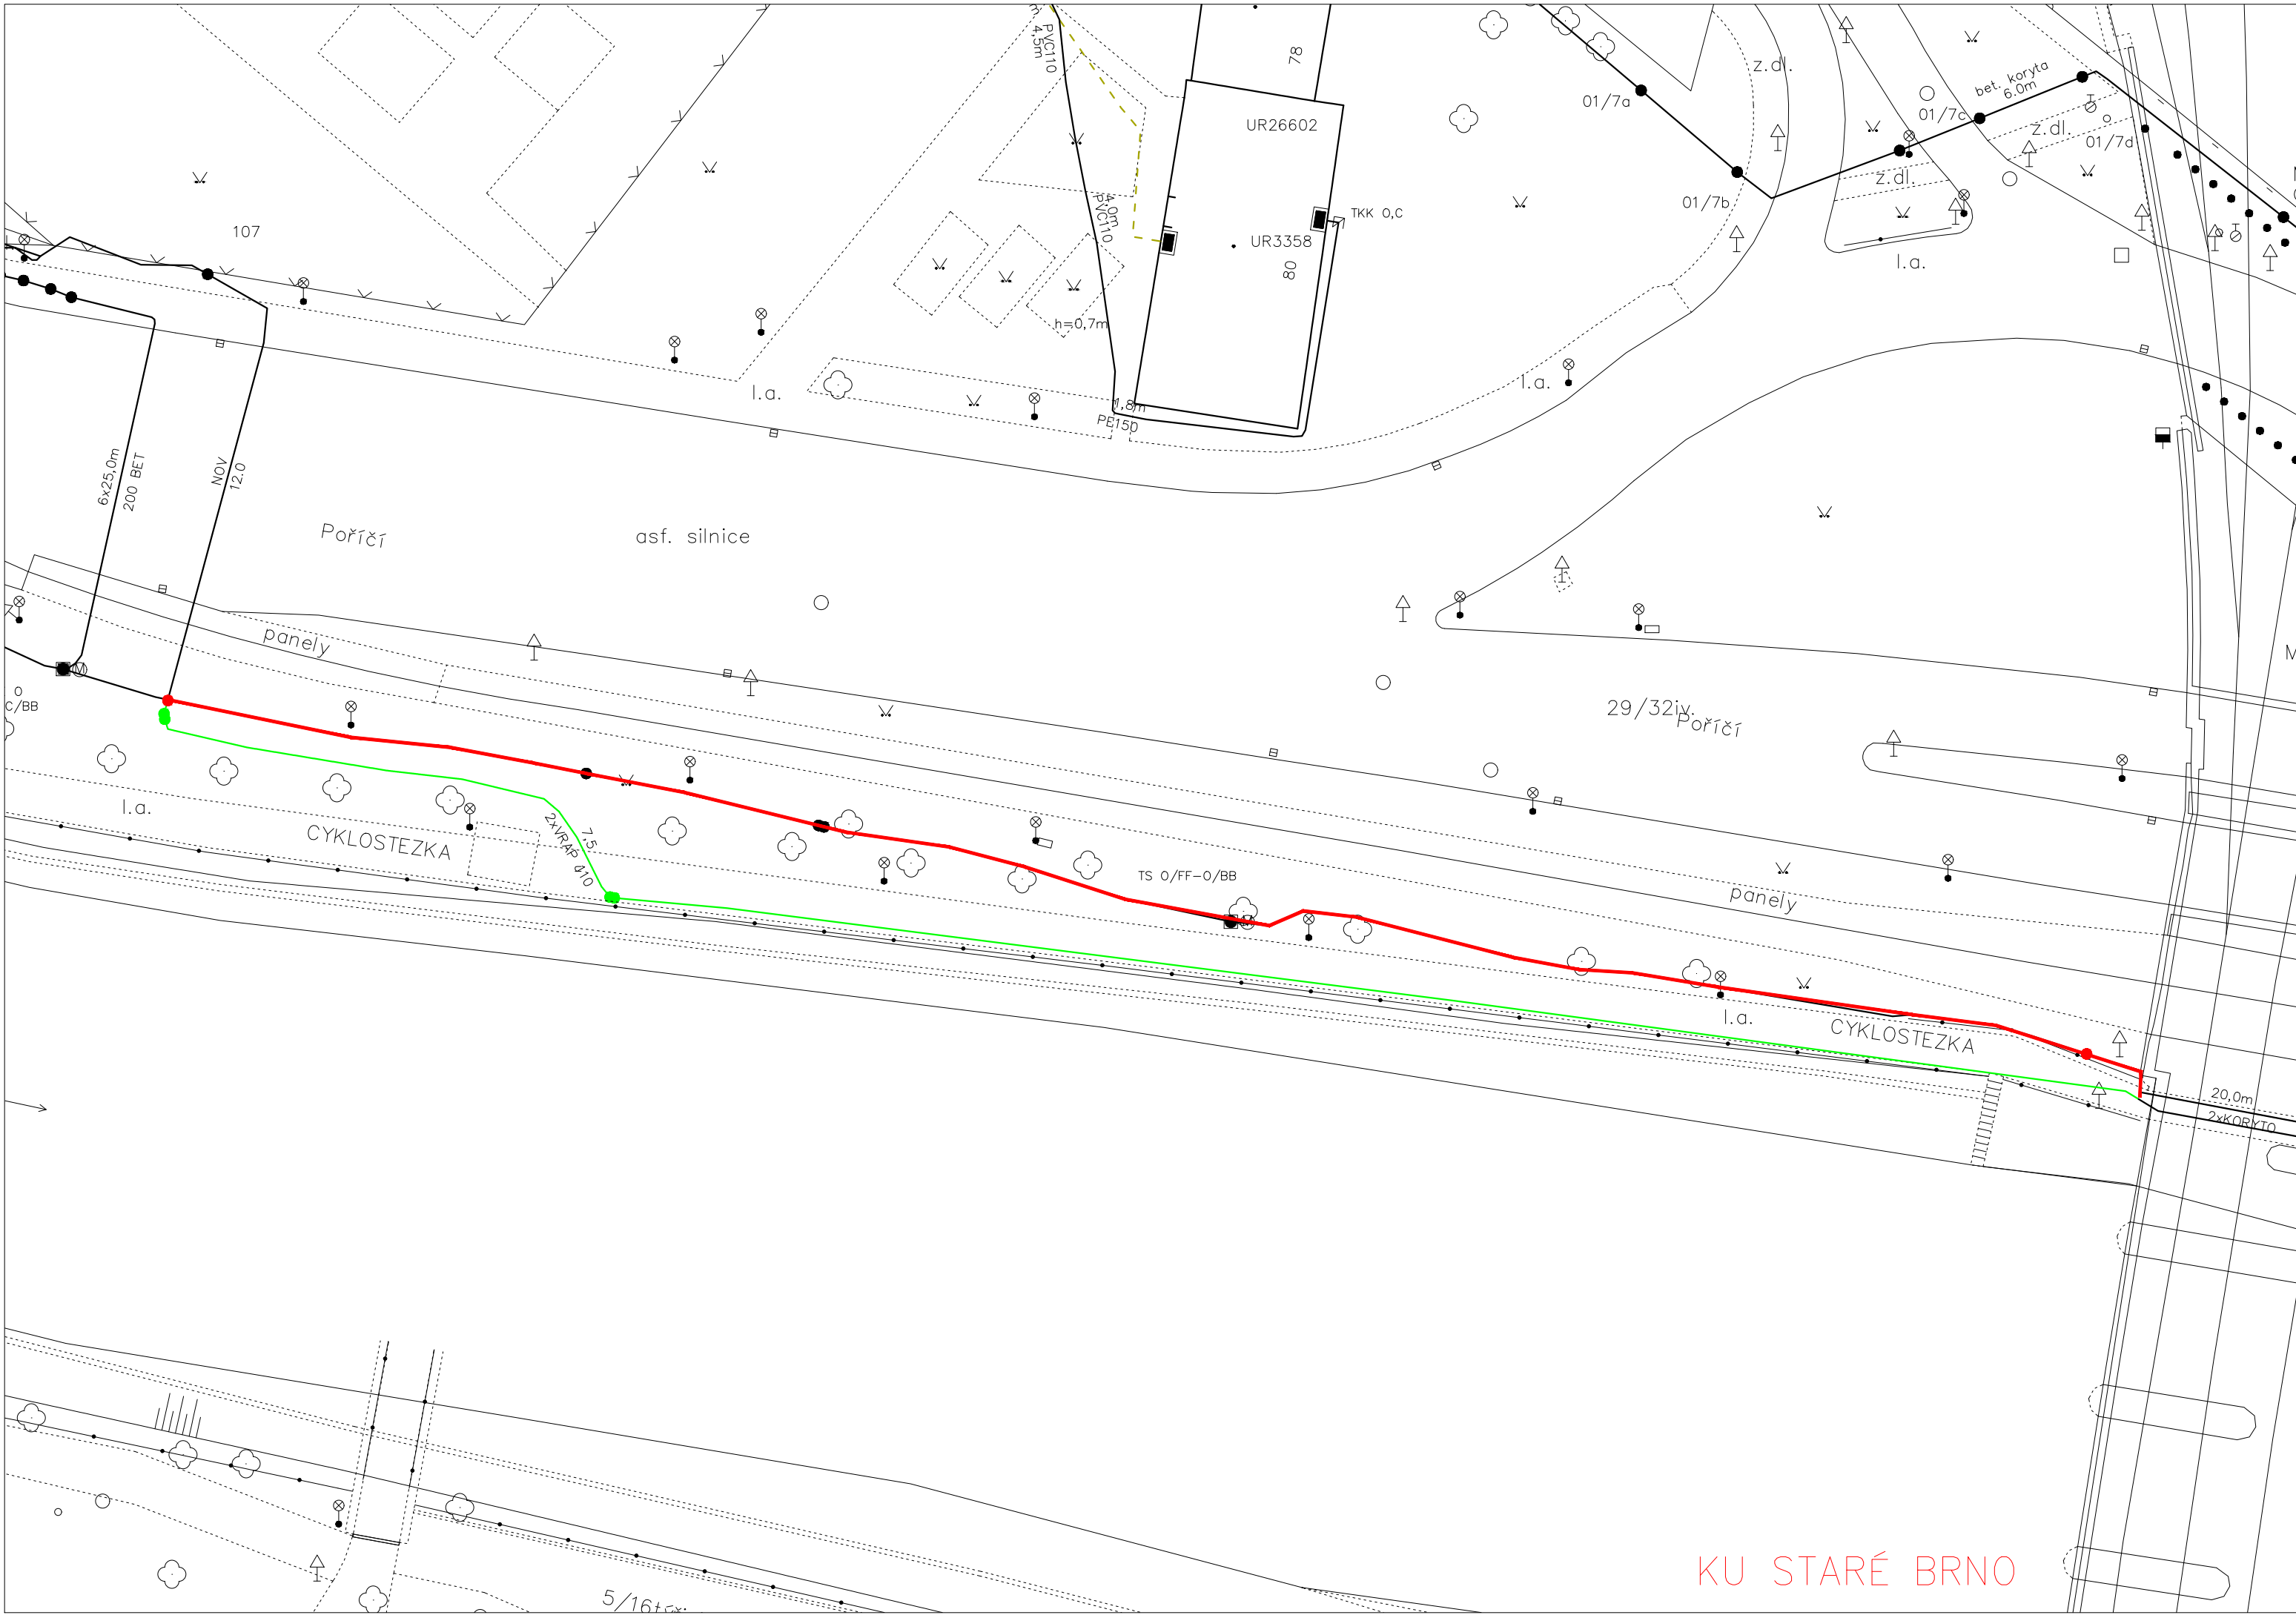 PVC110
4,5m
78
z.dl.
01/7a
bet. koryta
6.0m
01/7c
z.dl.
01/7d
UR26602
z.dl.
01/7b
107
4.0m
PVC110
TKK 0,C
UR3358
80
l.a.
h=0,7m
l.a.
l.a.
1,8m
PE150
6x25,0m
200 BET
NOV
12.0
Poříčí
asf. silnice
panely
0
C/BB
29/32iv.
Poříčí
l.a.
CYKLOSTEZKA
7,5
2xVRAP 110
TS 0/FF-0/BB
panely
l.a.
CYKLOSTEZKA
20,0m
2xKORYTO
KU STARÉ BRNO